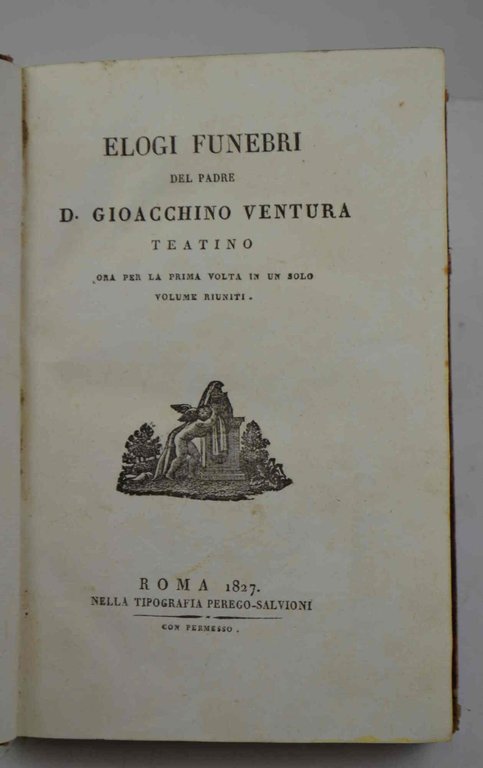 ELOGI FUNEBRI
DEL PADRE
D. GIOACCHINO VENTURA
TEATINO
ORA PER LA PRIMA VOLTA IN UN SOLO
VOLUME RIUNITI.
ROMA 1827.
NELLA TIPOGRAFIA PEREGO-SALVIONI
CON PERMESSO.